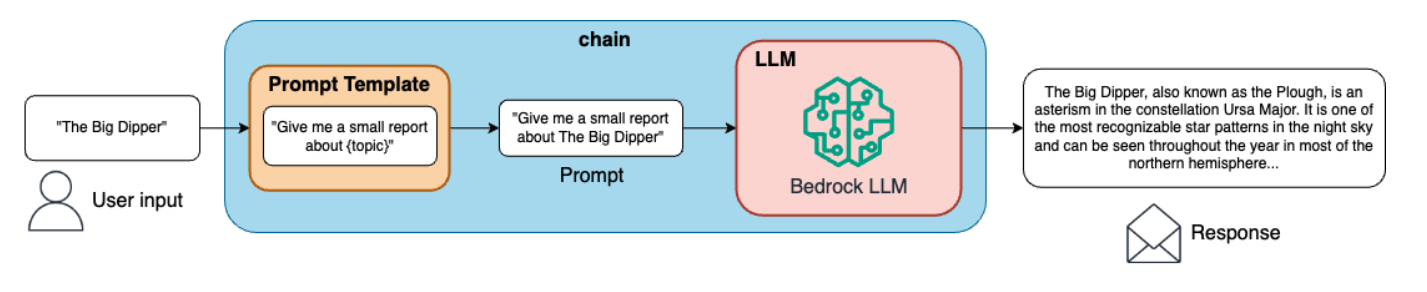 chain
"The Big Dipper"
User input
Prompt Template
"Give me a small report
about {topic}"
"Give me a small report
about The Big Dipper"
Prompt
LLM
Bedrock LLM
The Big Dipper, also known as the Plough, is an
asterism in the constellation Ursa Major. It is one of
the most recognizable star patterns in the night sky
and can be seen throughout the year in most of the
northern hemisphere...
Response